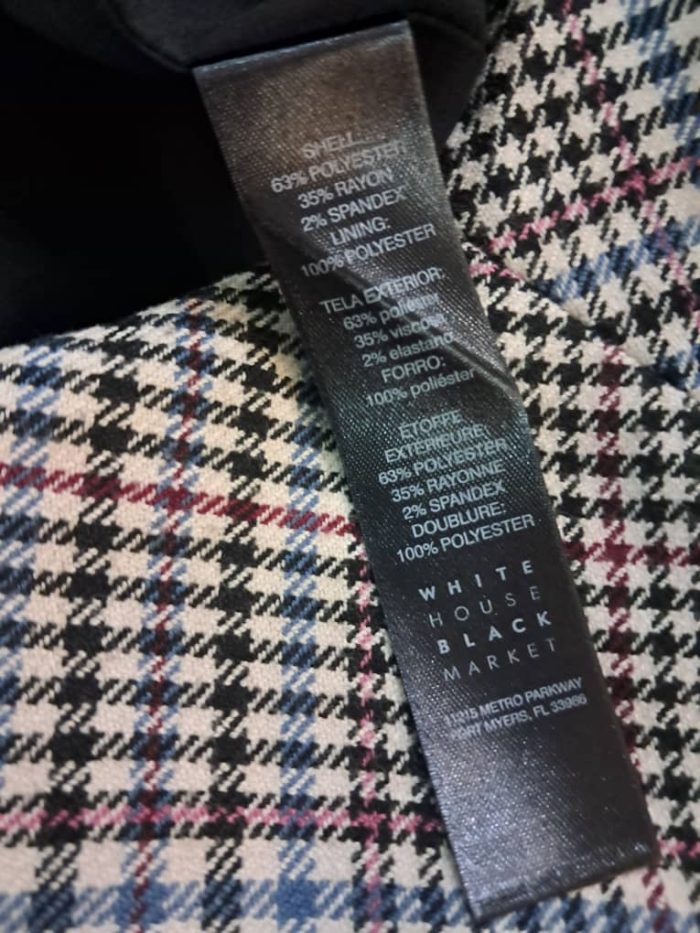 SHELL:
63% POLYESTER
35% RAYON
2% SPANDEX
LINING:
100% POLYESTER
TELA EXTERIOR:
63% poliéster
35% viscosa
2% elastano
FORRO:
100% poliéster
ÉTOFFE
EXTÉRIEURE:
63% POLYESTER
35% RAYONNE
2% SPANDEX
DOUBLURE:
100% POLYESTER
WHITE
HOUSE
BLACK
MARKET
11215 METRO PARKWAY
FORT MYERS, FL 33966